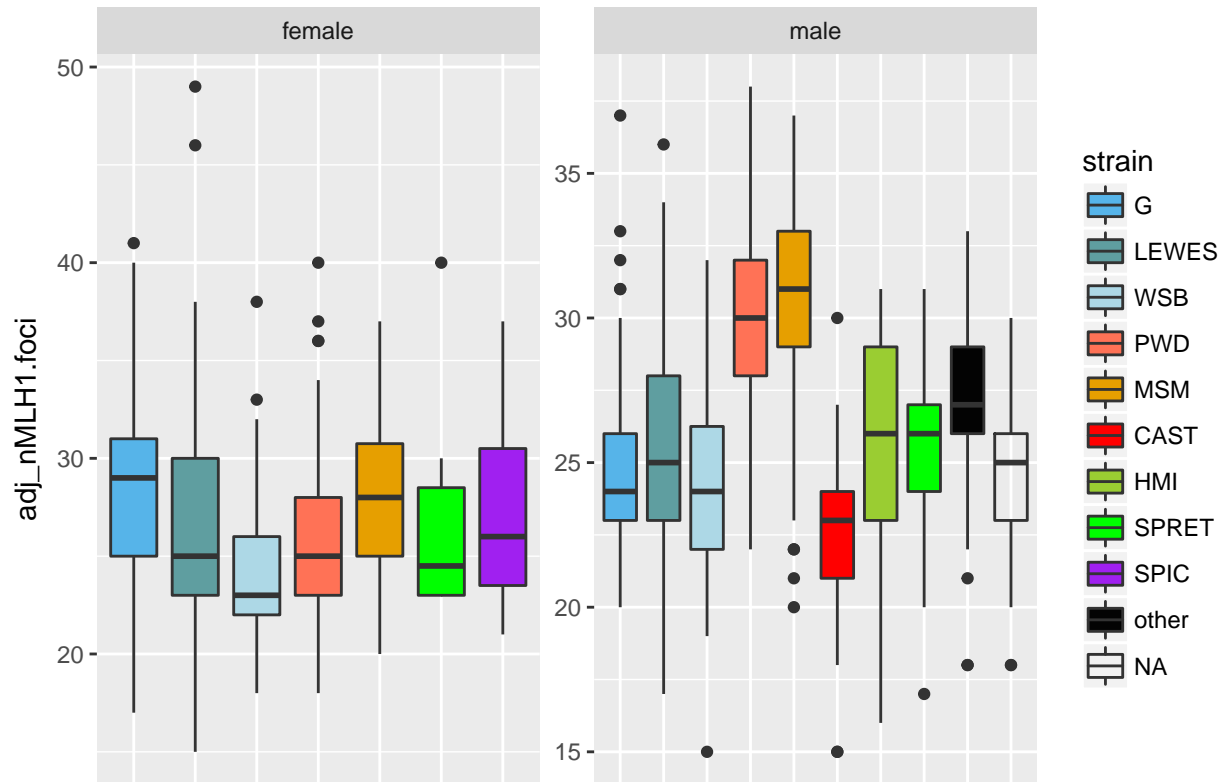 female
male
adj_nMLH1.foci
50
40
30
20
35
30
25
20
15
strain
G
LEWES
WSB
PWD
MSM
CAST
HMI
SPRET
SPIC
other
NA